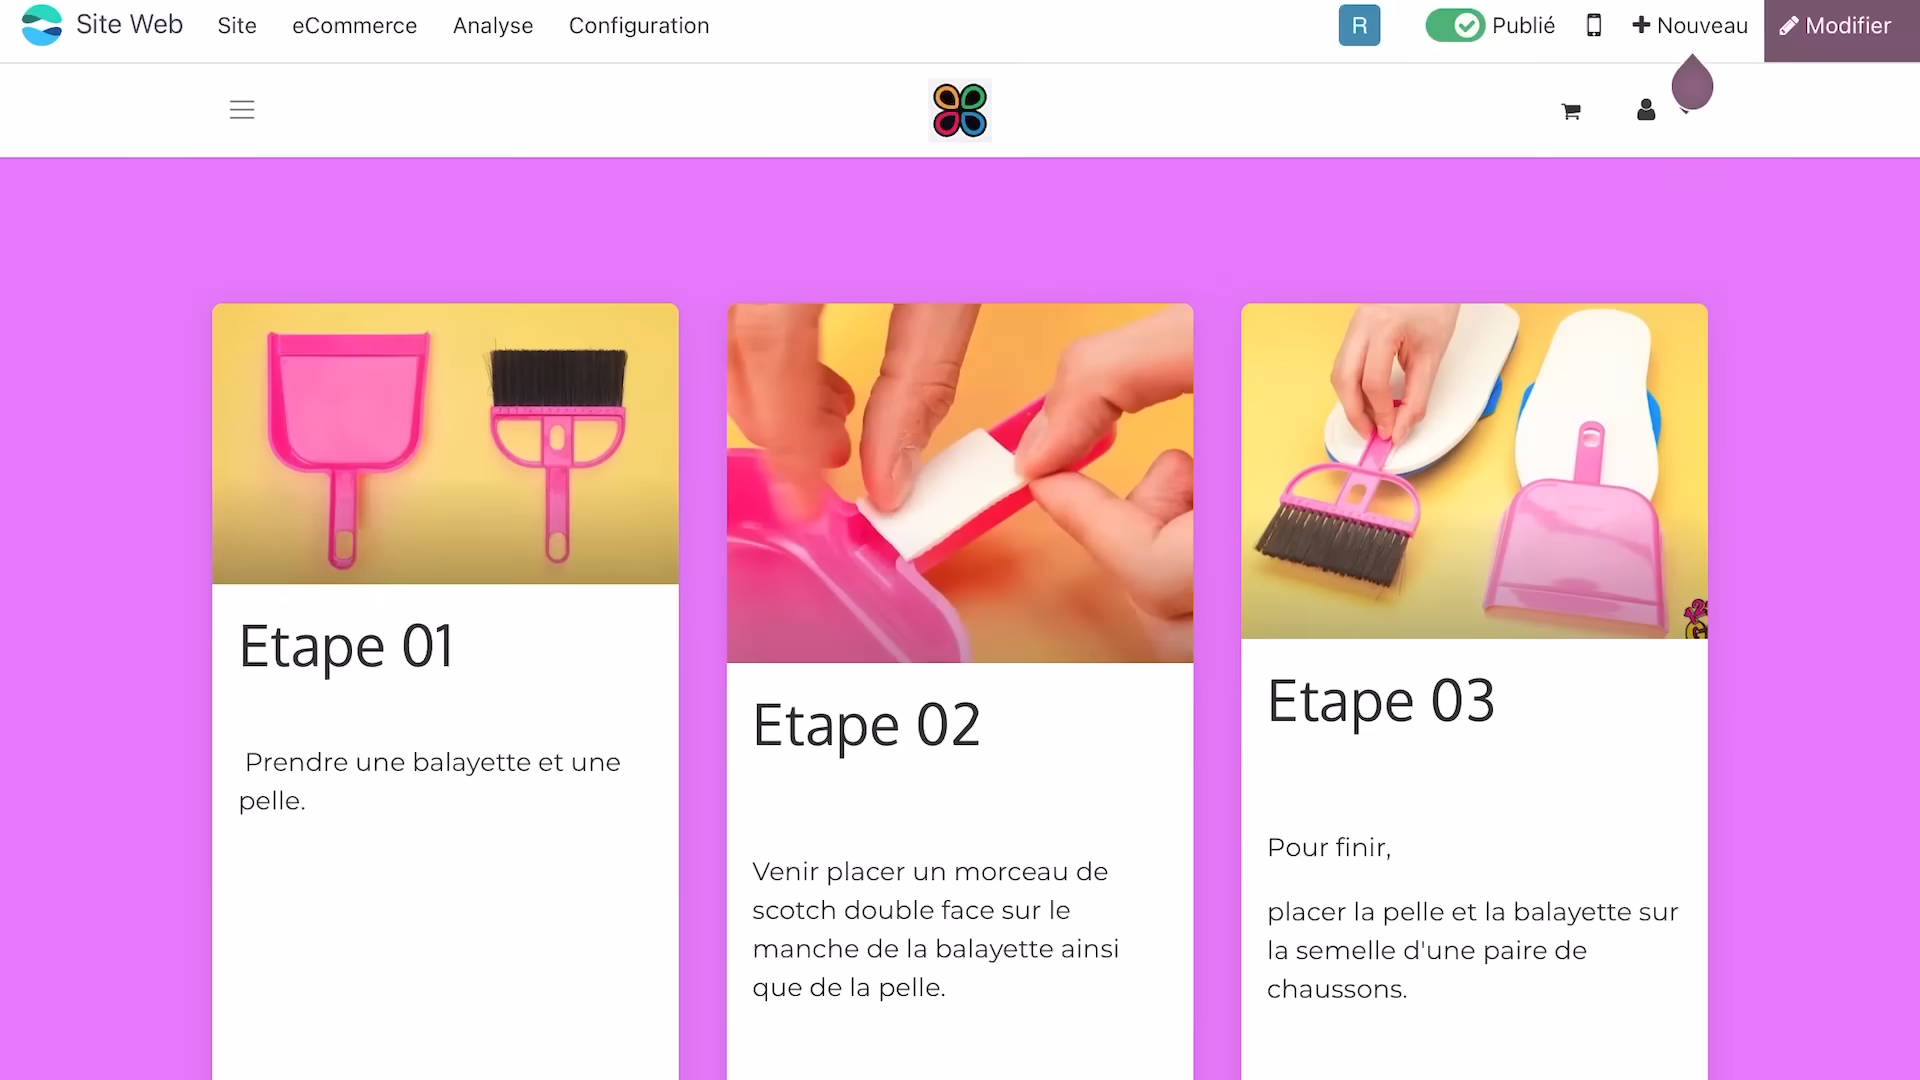 Site Web Site eCommerce Analyse Configuration R Publié Nouveau Modifier
Etape 01
Prendre une balayette et une
pelle.
Etape 02
Venir placer un morceau de
scotch double face sur le
manche de la balayette ainsi
que de la pelle.
Etape 03
Pour finir,
placer la pelle et la balayette sur
la semelle d'une paire de
chaussons.